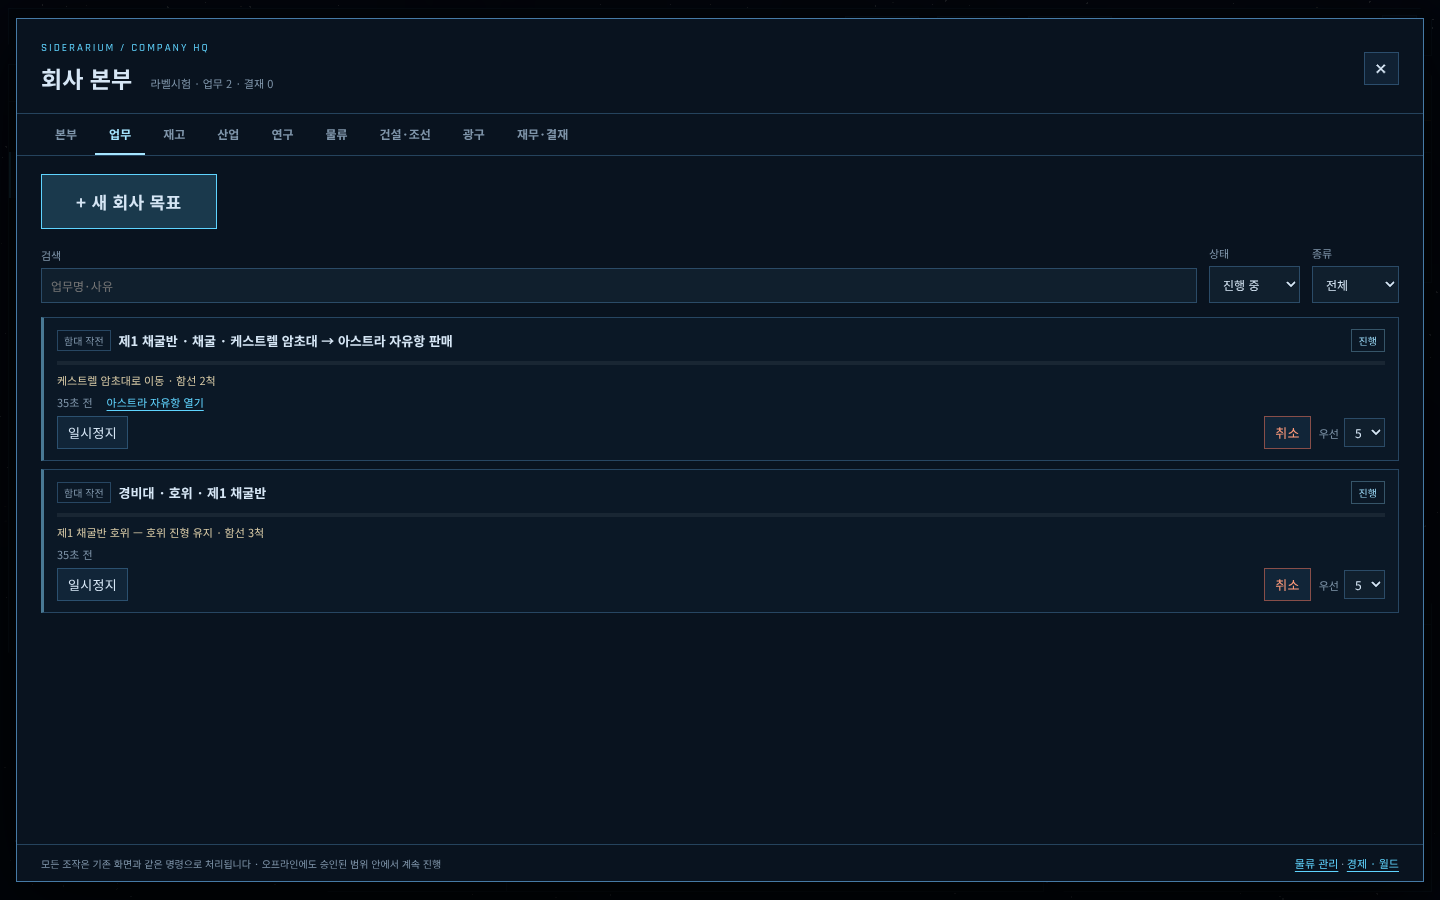 SIDERARIUM / COMPANY HQ
회사 본부 라벨시험 · 업무 2 · 결재 0
×
본부 업무 재고 산업 연구 물류 건설·조선 광구 재무·결재
+ 새 회사 목표
검색 상태 종류
업무명·사유 진행 중 전체
함대 작전 제1 채굴반 · 채굴 · 케스트렐 암초대 → 아스트라 자유항 판매 진행
케스트렐 암초대로 이동 · 함선 2척
35초 전 아스트라 자유항 열기
일시정지 취소 우선 5
함대 작전 경비대 · 호위 · 제1 채굴반 진행
제1 채굴반 호위 — 호위 진형 유지 · 함선 3척
35초 전
일시정지 취소 우선 5
모든 조작은 기존 화면과 같은 명령으로 처리됩니다 · 오프라인에도 승인된 범위 안에서 계속 진행 물류 관리 · 경제 · 월드